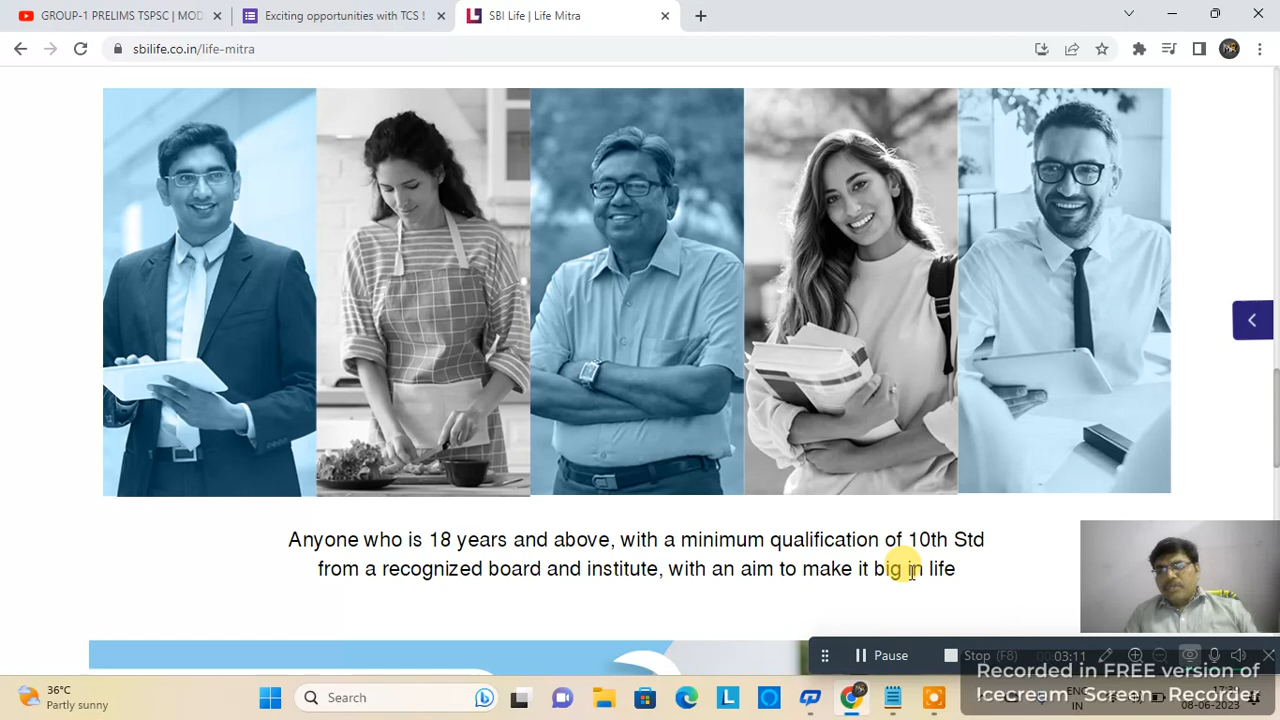 GROUP-1 PRELIMS TSPSC | MOD
Exciting opportunities with TCS !
SBI Life | Life Mitra
sbilife.co.in/life-mitra
Anyone who is 18 years and above, with a minimum qualification of 10th Std
from a recognized board and institute, with an aim to make it big in life
Pause
Stop (F8)
03:11
Recorded in FREE version of
Icecream Screen Recorder
36°C
Partly sunny
Search
ENG
IN
08-06-2023